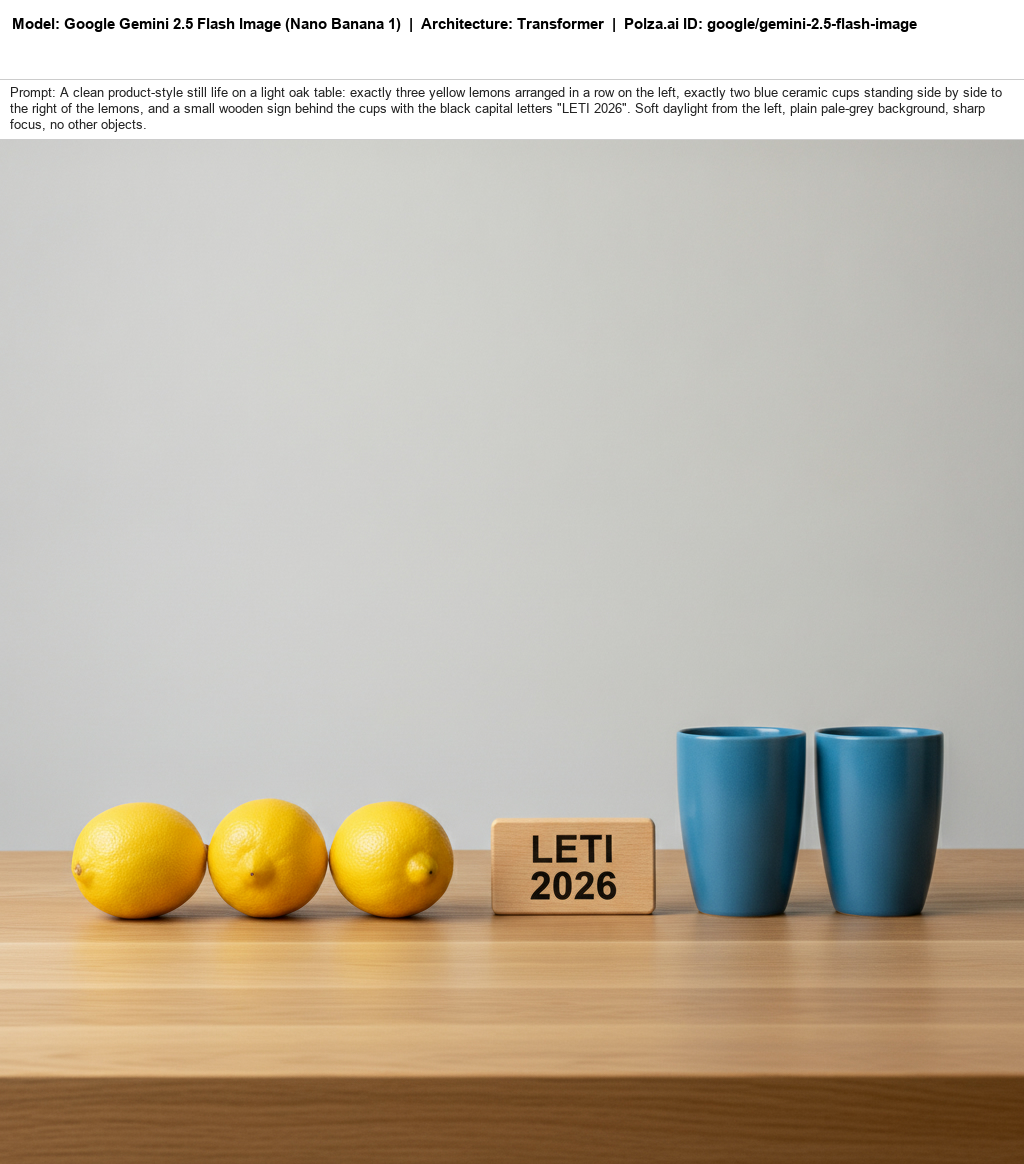 Model: Google Gemini 2.5 Flash Image (Nano Banana 1)  |  Architecture: Transformer  |  Polza.ai ID: google/gemini-2.5-flash-image
Prompt: A clean product-style still life on a light oak table: exactly three yellow lemons arranged in a row on the left, exactly two blue ceramic cups standing side by side to
the right of the lemons, and a small wooden sign behind the cups with the black capital letters "LETI 2026". Soft daylight from the left, plain pale-grey background, sharp
focus, no other objects.
LETI
2026